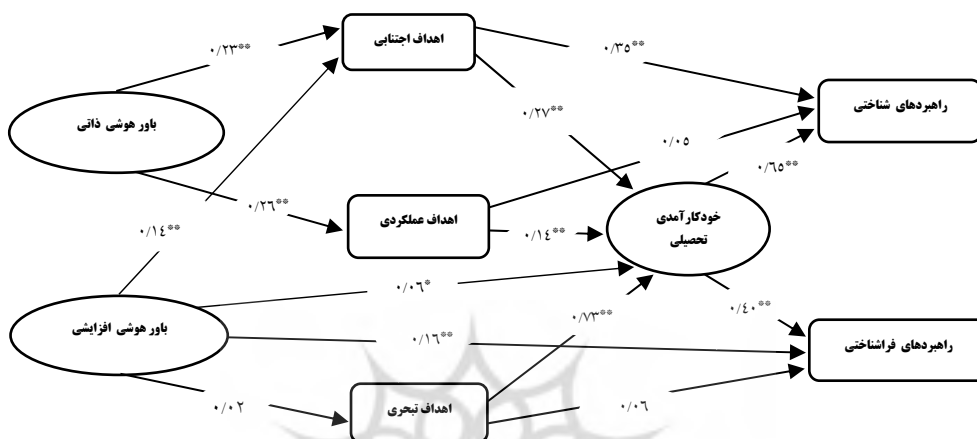 اهداف اجتنابی
۰/۲۳**
۰/۳۵**
راهبردهای شناختی
۰/۲۷**
باور هوشی ذاتی
۰/۰۵
۰/۶۵**
۰/۲۶**
اهداف عملکردی
خودکارآمدی
تحصیلی
۰/۱۴**
۰/۱۴**
۰/۰۶*
۰/۴۰**
۰/۷۳**
باور هوشی افزایشی
۰/۱۶**
راهبردهای فراشناختی
۰/۰۲
اهداف تبحری
۰/۰۶